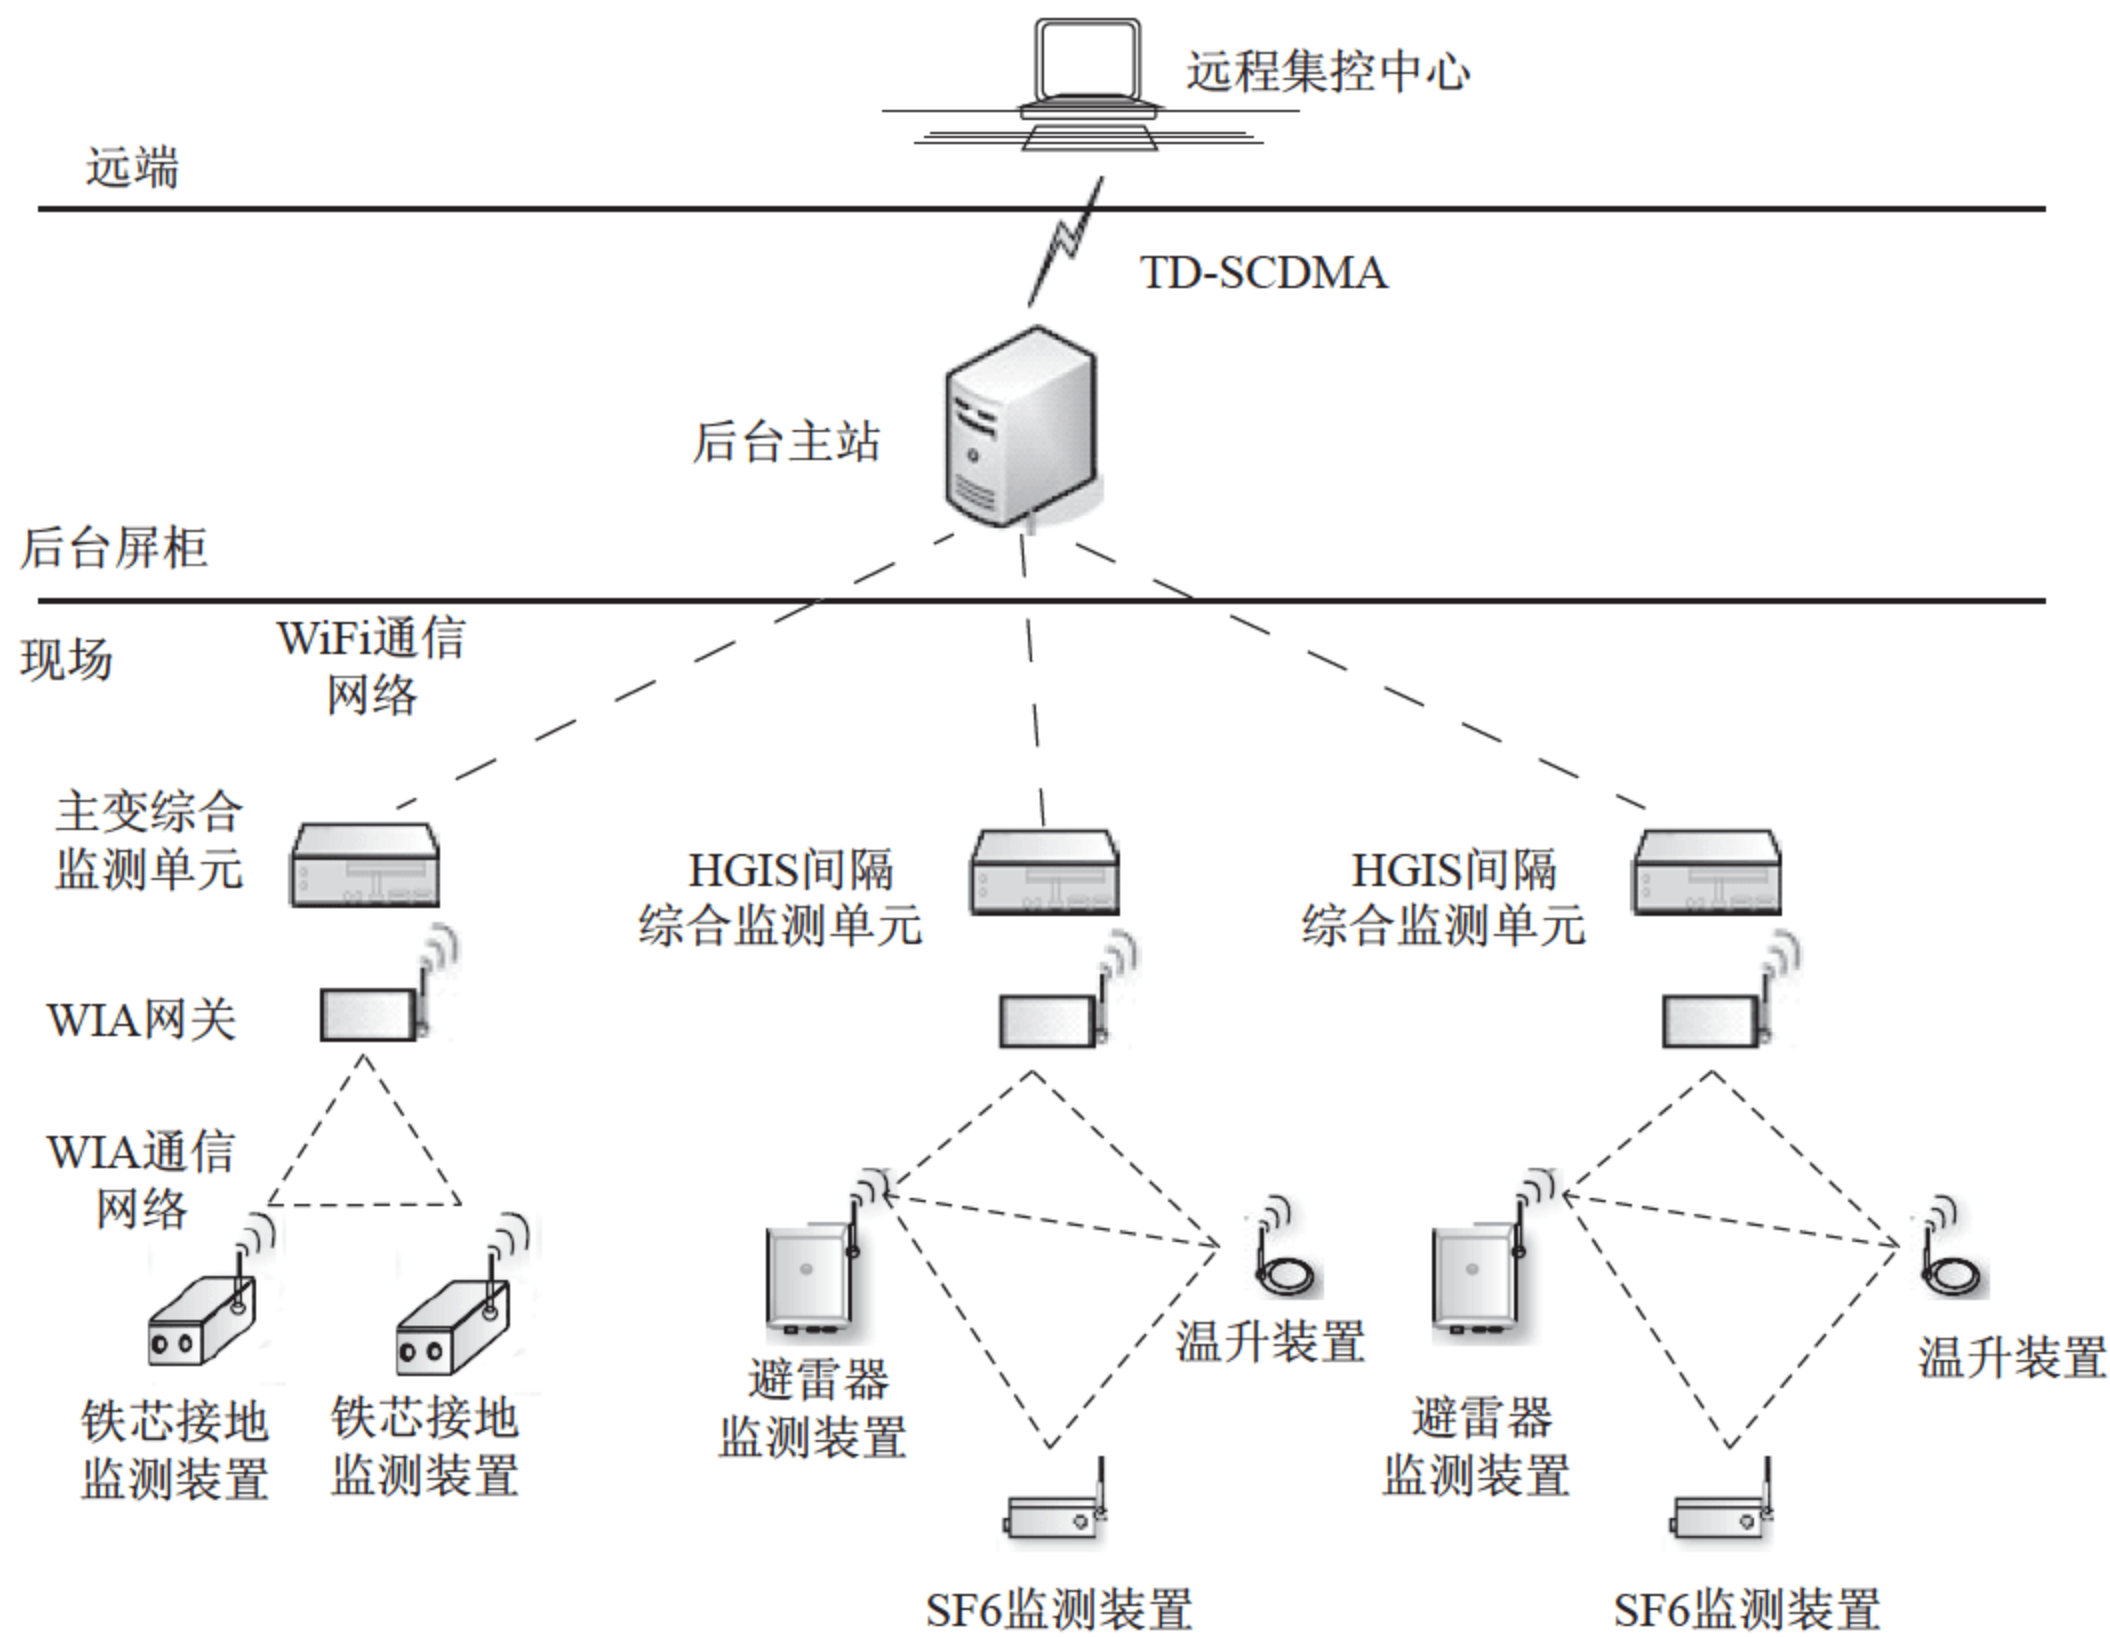 远程集控中心
远端
TD-SCDMA
后台主站
后台屏柜
现场
WiFi通信
网络
主变综合
监测单元
HGIS间隔
综合监测单元
HGIS间隔
综合监测单元
WIA网关
WIA通信
网络
铁芯接地
监测装置
铁芯接地
监测装置
避雷器
监测装置
温升装置
SF6监测装置
避雷器
监测装置
温升装置
SF6监测装置